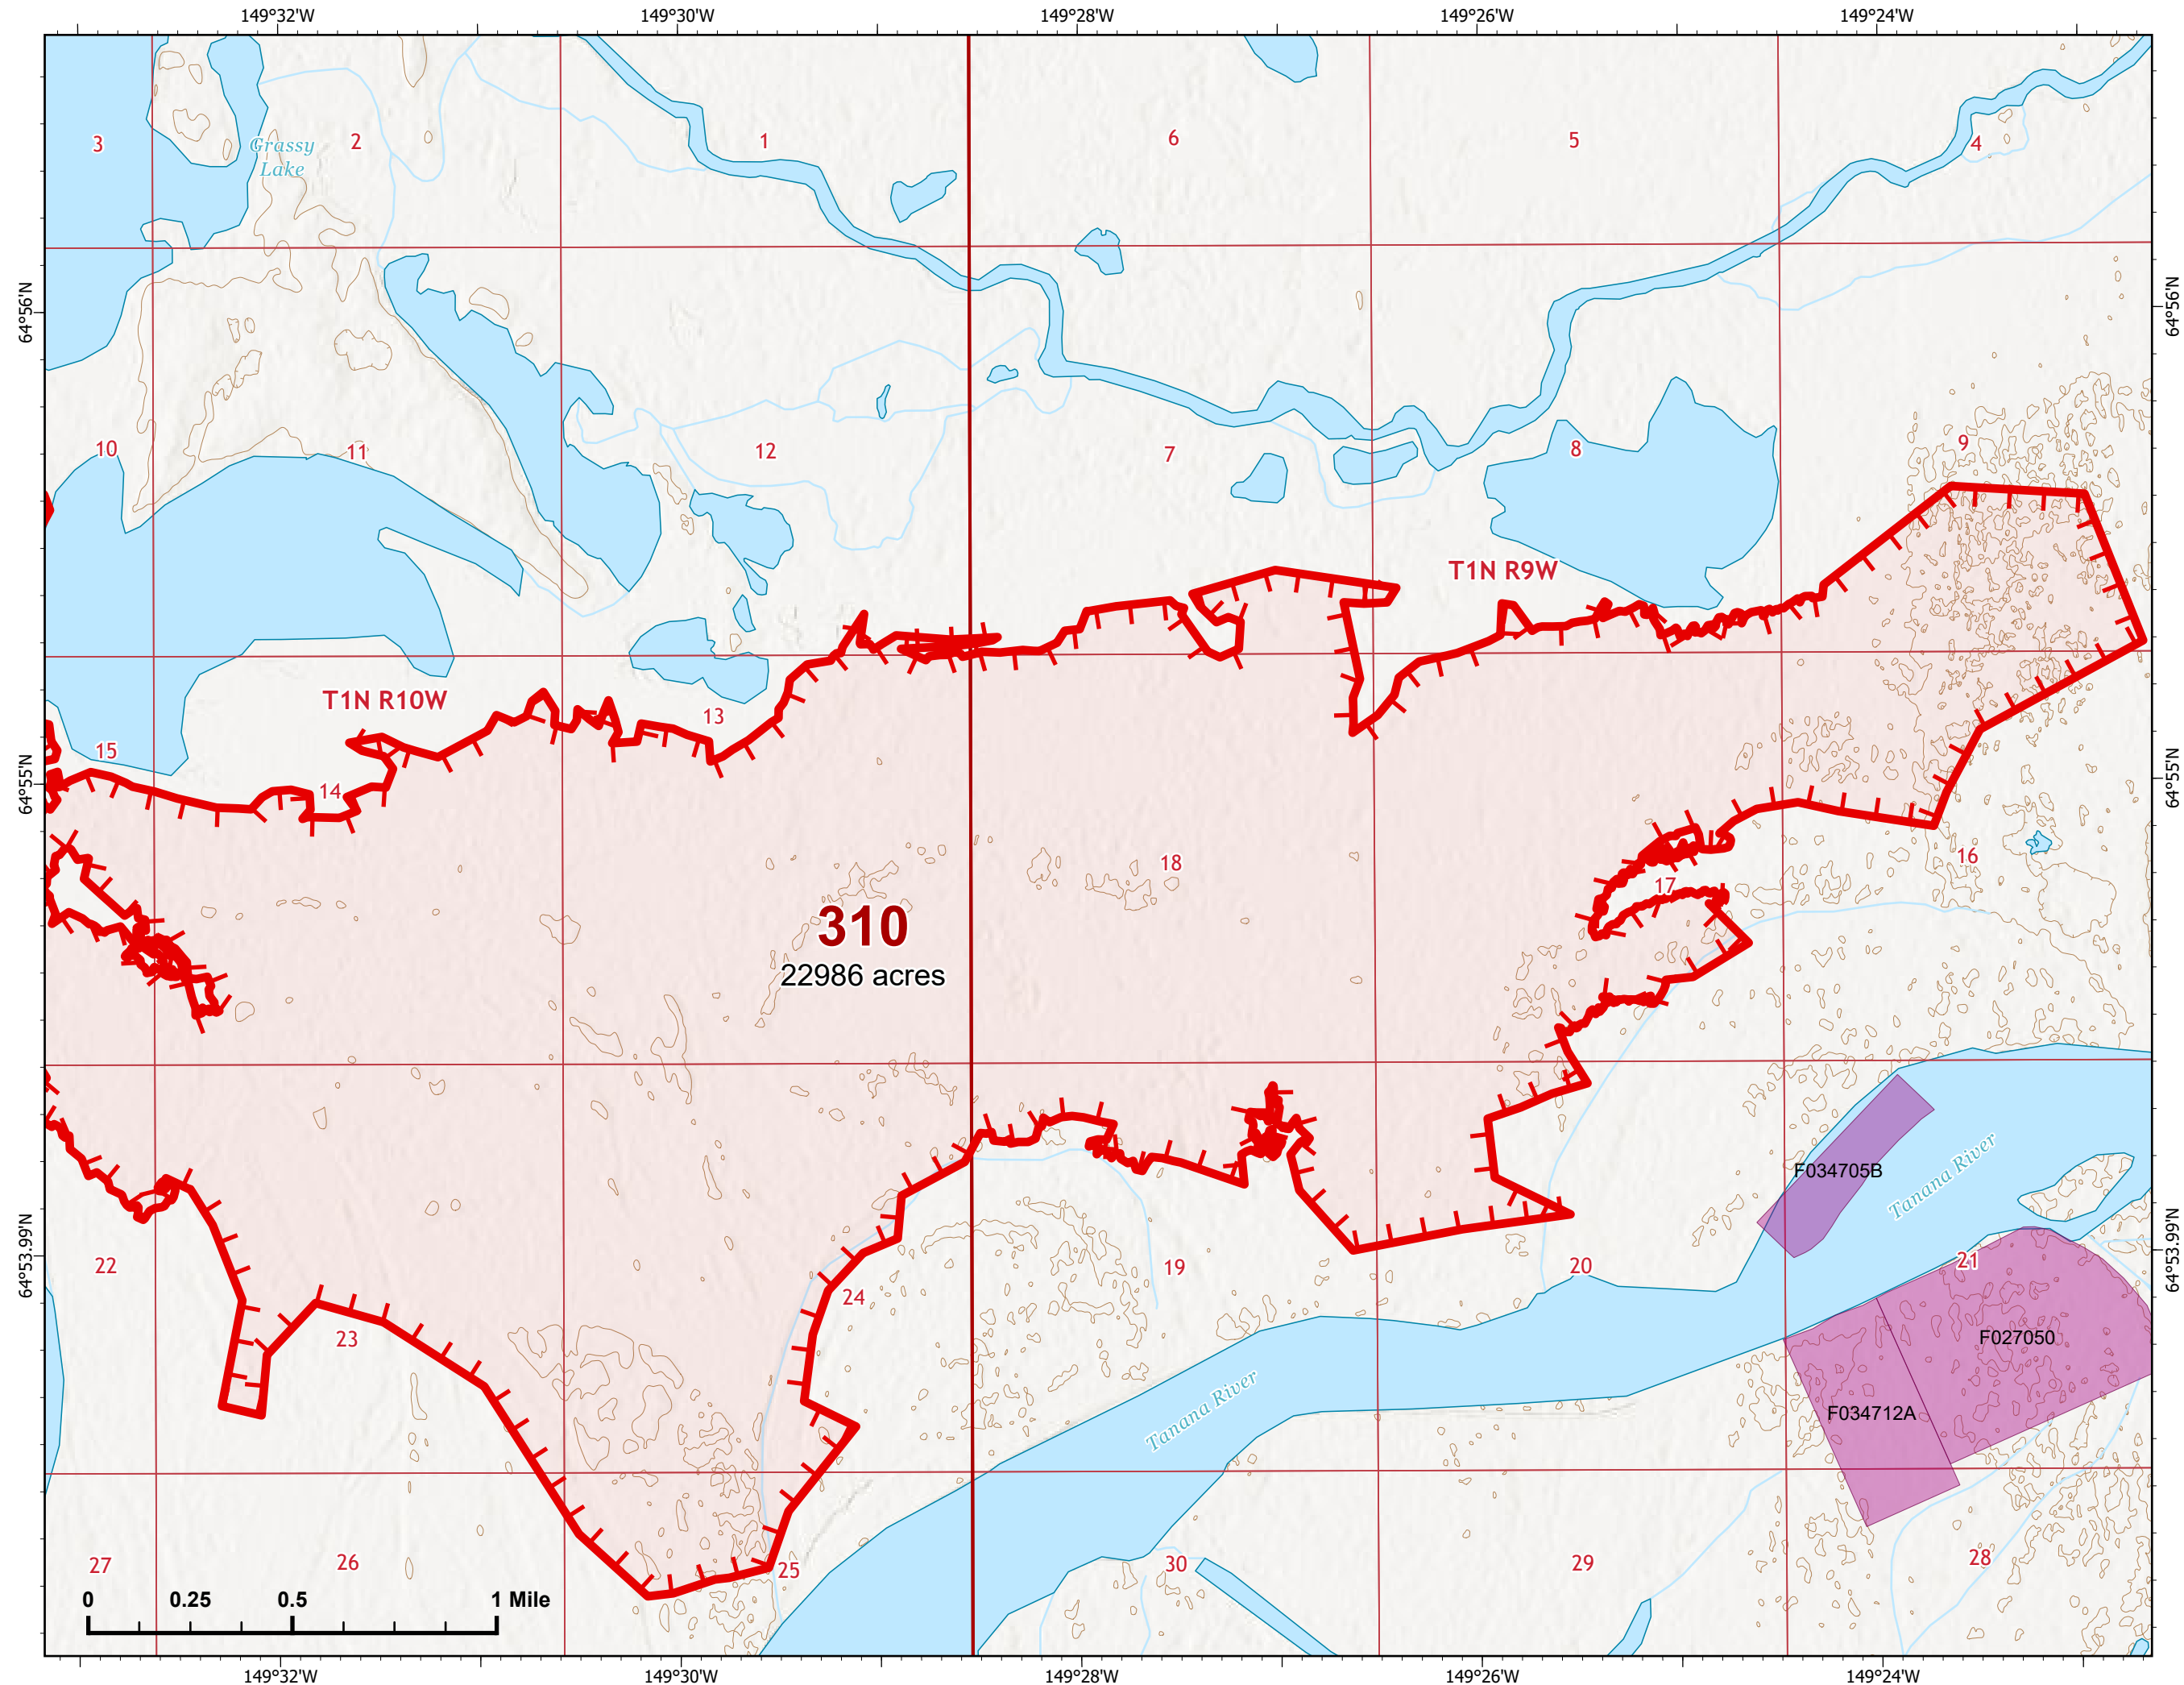 149°32'W 149°30'W 149°28'W 149°26'W 149°24'W
3 2 1 6 5 4
Grassy
Lake
64°56'N 64°56'N
10 11 12 7 8 9
T1N R9W
T1N R10W 13
15 14
64°55'N 64°55'N
18 17 16
310
22986 acres
F034705B
Tanana River
64°53.99'N 64°53.99'N
22 19 20 21
24
23 F027050
Tanana River
F034712A
27 26 25 30 29 28
0 0.25 0.5 1 Mile
149°32'W 149°30'W 149°28'W 149°26'W 149°24'W